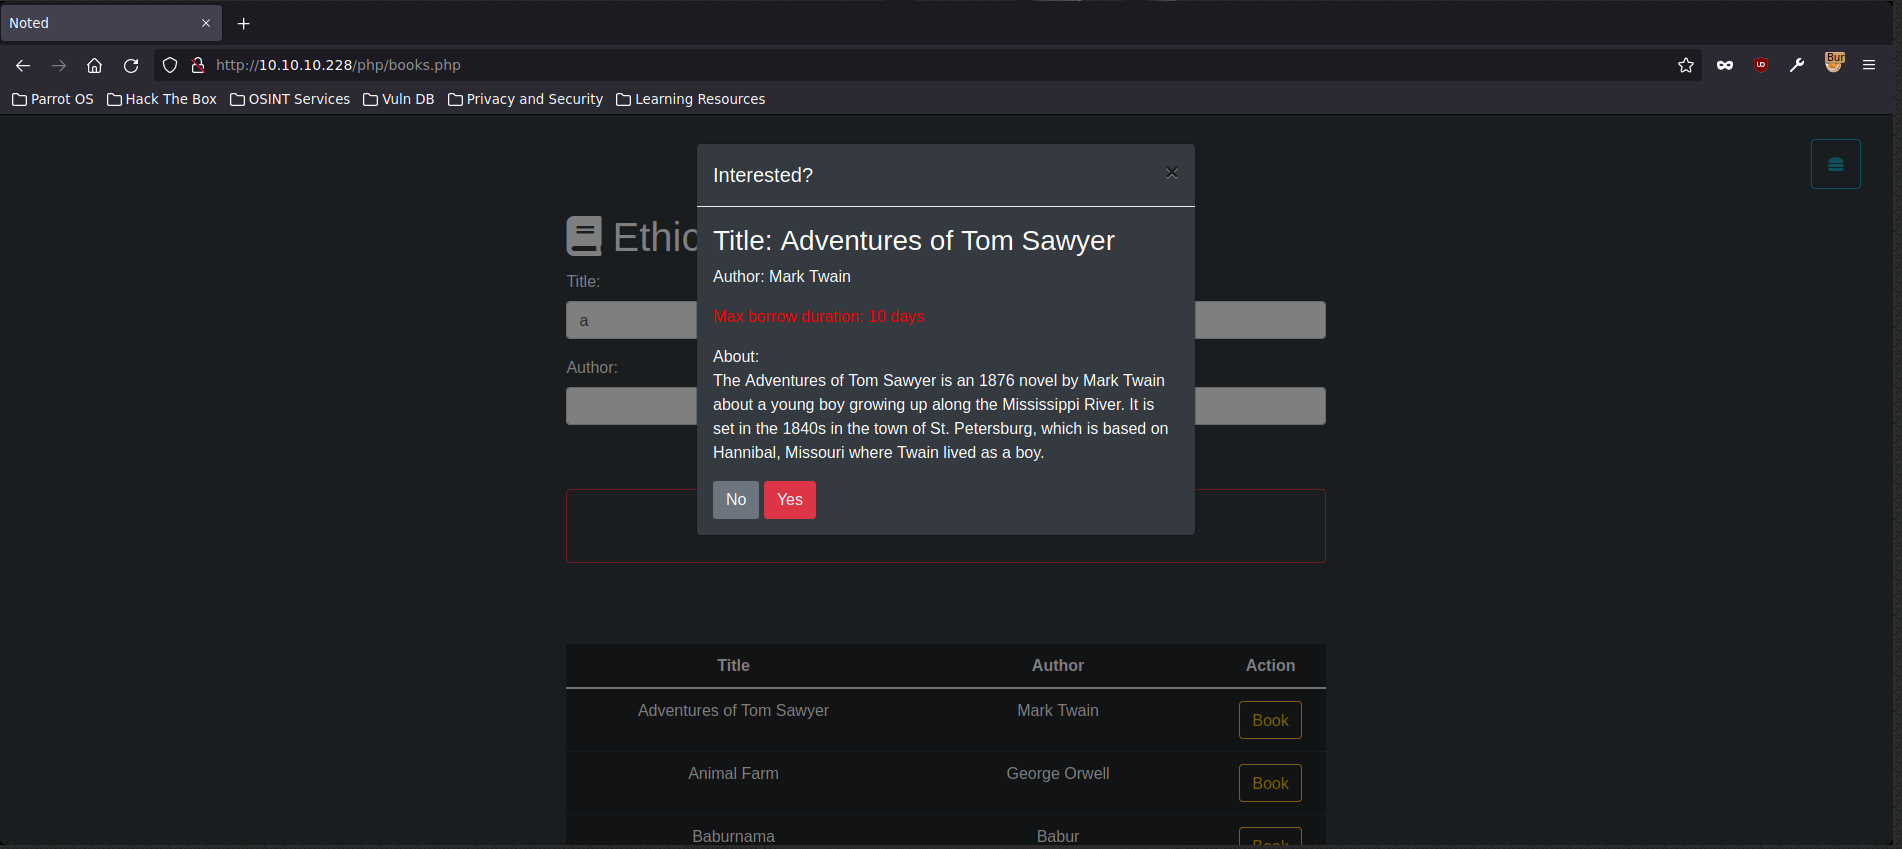 Noted
http://10.10.10.228/php/books.php
Bur
Parrot OS Hack The Box OSINT Services Vuln DB Privacy and Security Learning Resources
Interested?
×
Title: Adventures of Tom Sawyer
Author: Mark Twain
Max borrow duration: 10 days
About:
The Adventures of Tom Sawyer is an 1876 novel by Mark Twain
about a young boy growing up along the Mississippi River. It is
set in the 1840s in the town of St. Petersburg, which is based on
Hannibal, Missouri where Twain lived as a boy.
No Yes
Ethic
Title:
a
Author:
Title Author Action
Adventures of Tom Sawyer Mark Twain Book
Animal Farm George Orwell Book
Baburnama Babur Book